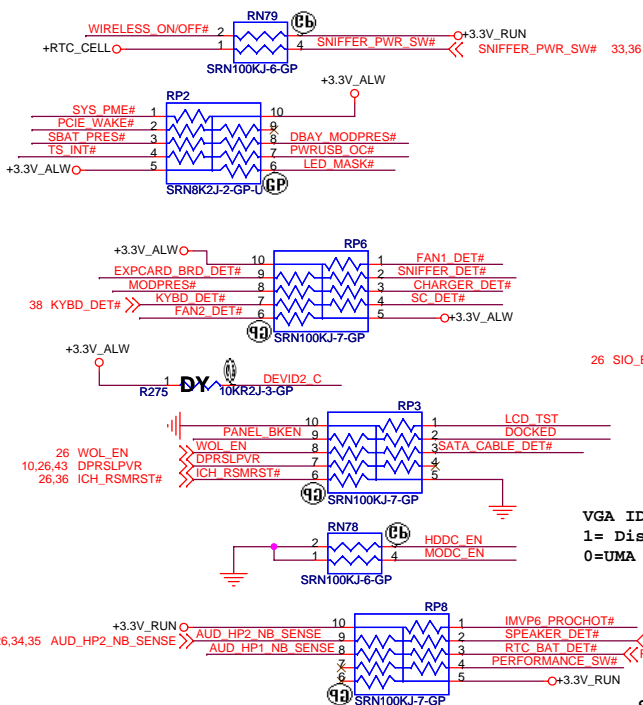 RN79
WIRELESS_ON/OFF# 2 3 +3.3V_RUN
+RTC_CELL 1 4 SNIFFER_PWR_SW# SNIFFER_PWR_SW# 33,36
SRN100KJ-6-GP
+3.3V_ALW
RP2
SYS_PME# 1 10
PCIE_WAKE# 2 9
SBAT_PRES# 3 8 DBAY_MODPRES#
TS_INT# 4 7 PWRUSB_OC#
+3.3V_ALW 5 6 LED_MASK#
SRN8K2J-2-GP-U GP
RP6
+3.3V_ALW 10 1 FAN1_DET#
EXPCARD_BRD_DET# 9 2 SNIFFER_DET#
MODPRES# 8 3 CHARGER_DET#
38 KYBD_DET# KYBD_DET# 7 4 SC_DET#
FAN2_DET# 6 5 +3.3V_ALW
SRN100KJ-7-GP
+3.3V_ALW
26
1 DY DEVID2_C
R275 10KR2J-3-GP
RP3
10 1 LCD_TST
PANEL_BKEN 9 2 DOCKED
26 WOL_EN WOL_EN 8 3 SATA_CABLE_DET#
10,26,43 DPRSLPVR DPRSLPVR 7 4
26,36 ICH_RSMRST# ICH_RSMRST# 6 5
SRN100KJ-7-GP
RN78
2 3 HDDC_EN
1 4 MODC_EN
SRN100KJ-6-GP
VGA ID
1= Dis
0=UMA
RP8
+3.3V_RUN 10 1 IMVP6_PROCHOT#
26,34,35 AUD_HP2_NB_SENSE AUD_HP2_NB_SENSE 9 2 SPEAKER_DET#
AUD_HP1_NB_SENSE 8 3 RTC_BAT_DET#
7 4 PERFORMANCE_SW#
6 5 +3.3V_RUN
SRN100KJ-7-GP